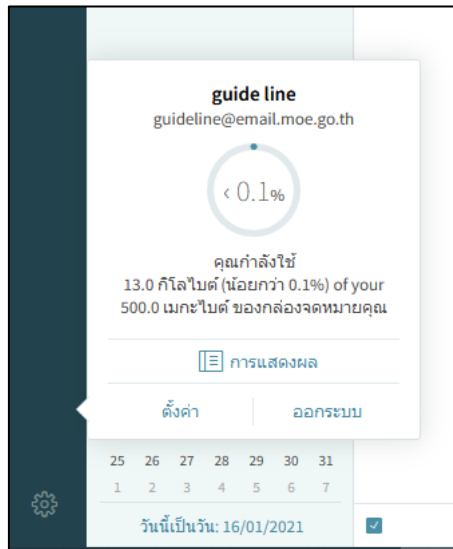 guide line
guideline@email.moe.go.th
< 0.1%
คุณกำลังใช้
13.0 กิโลไบต์ (น้อยกว่า 0.1%) of your
500.0 เมกะไบต์ ของกล่องจดหมายคุณ
การแสดงผล
ตั้งค่า ออกระบบ
25 26 27 28 29 30 31
1 2 3 4 5 6 7
วันนี้เป็นวัน: 16/01/2021